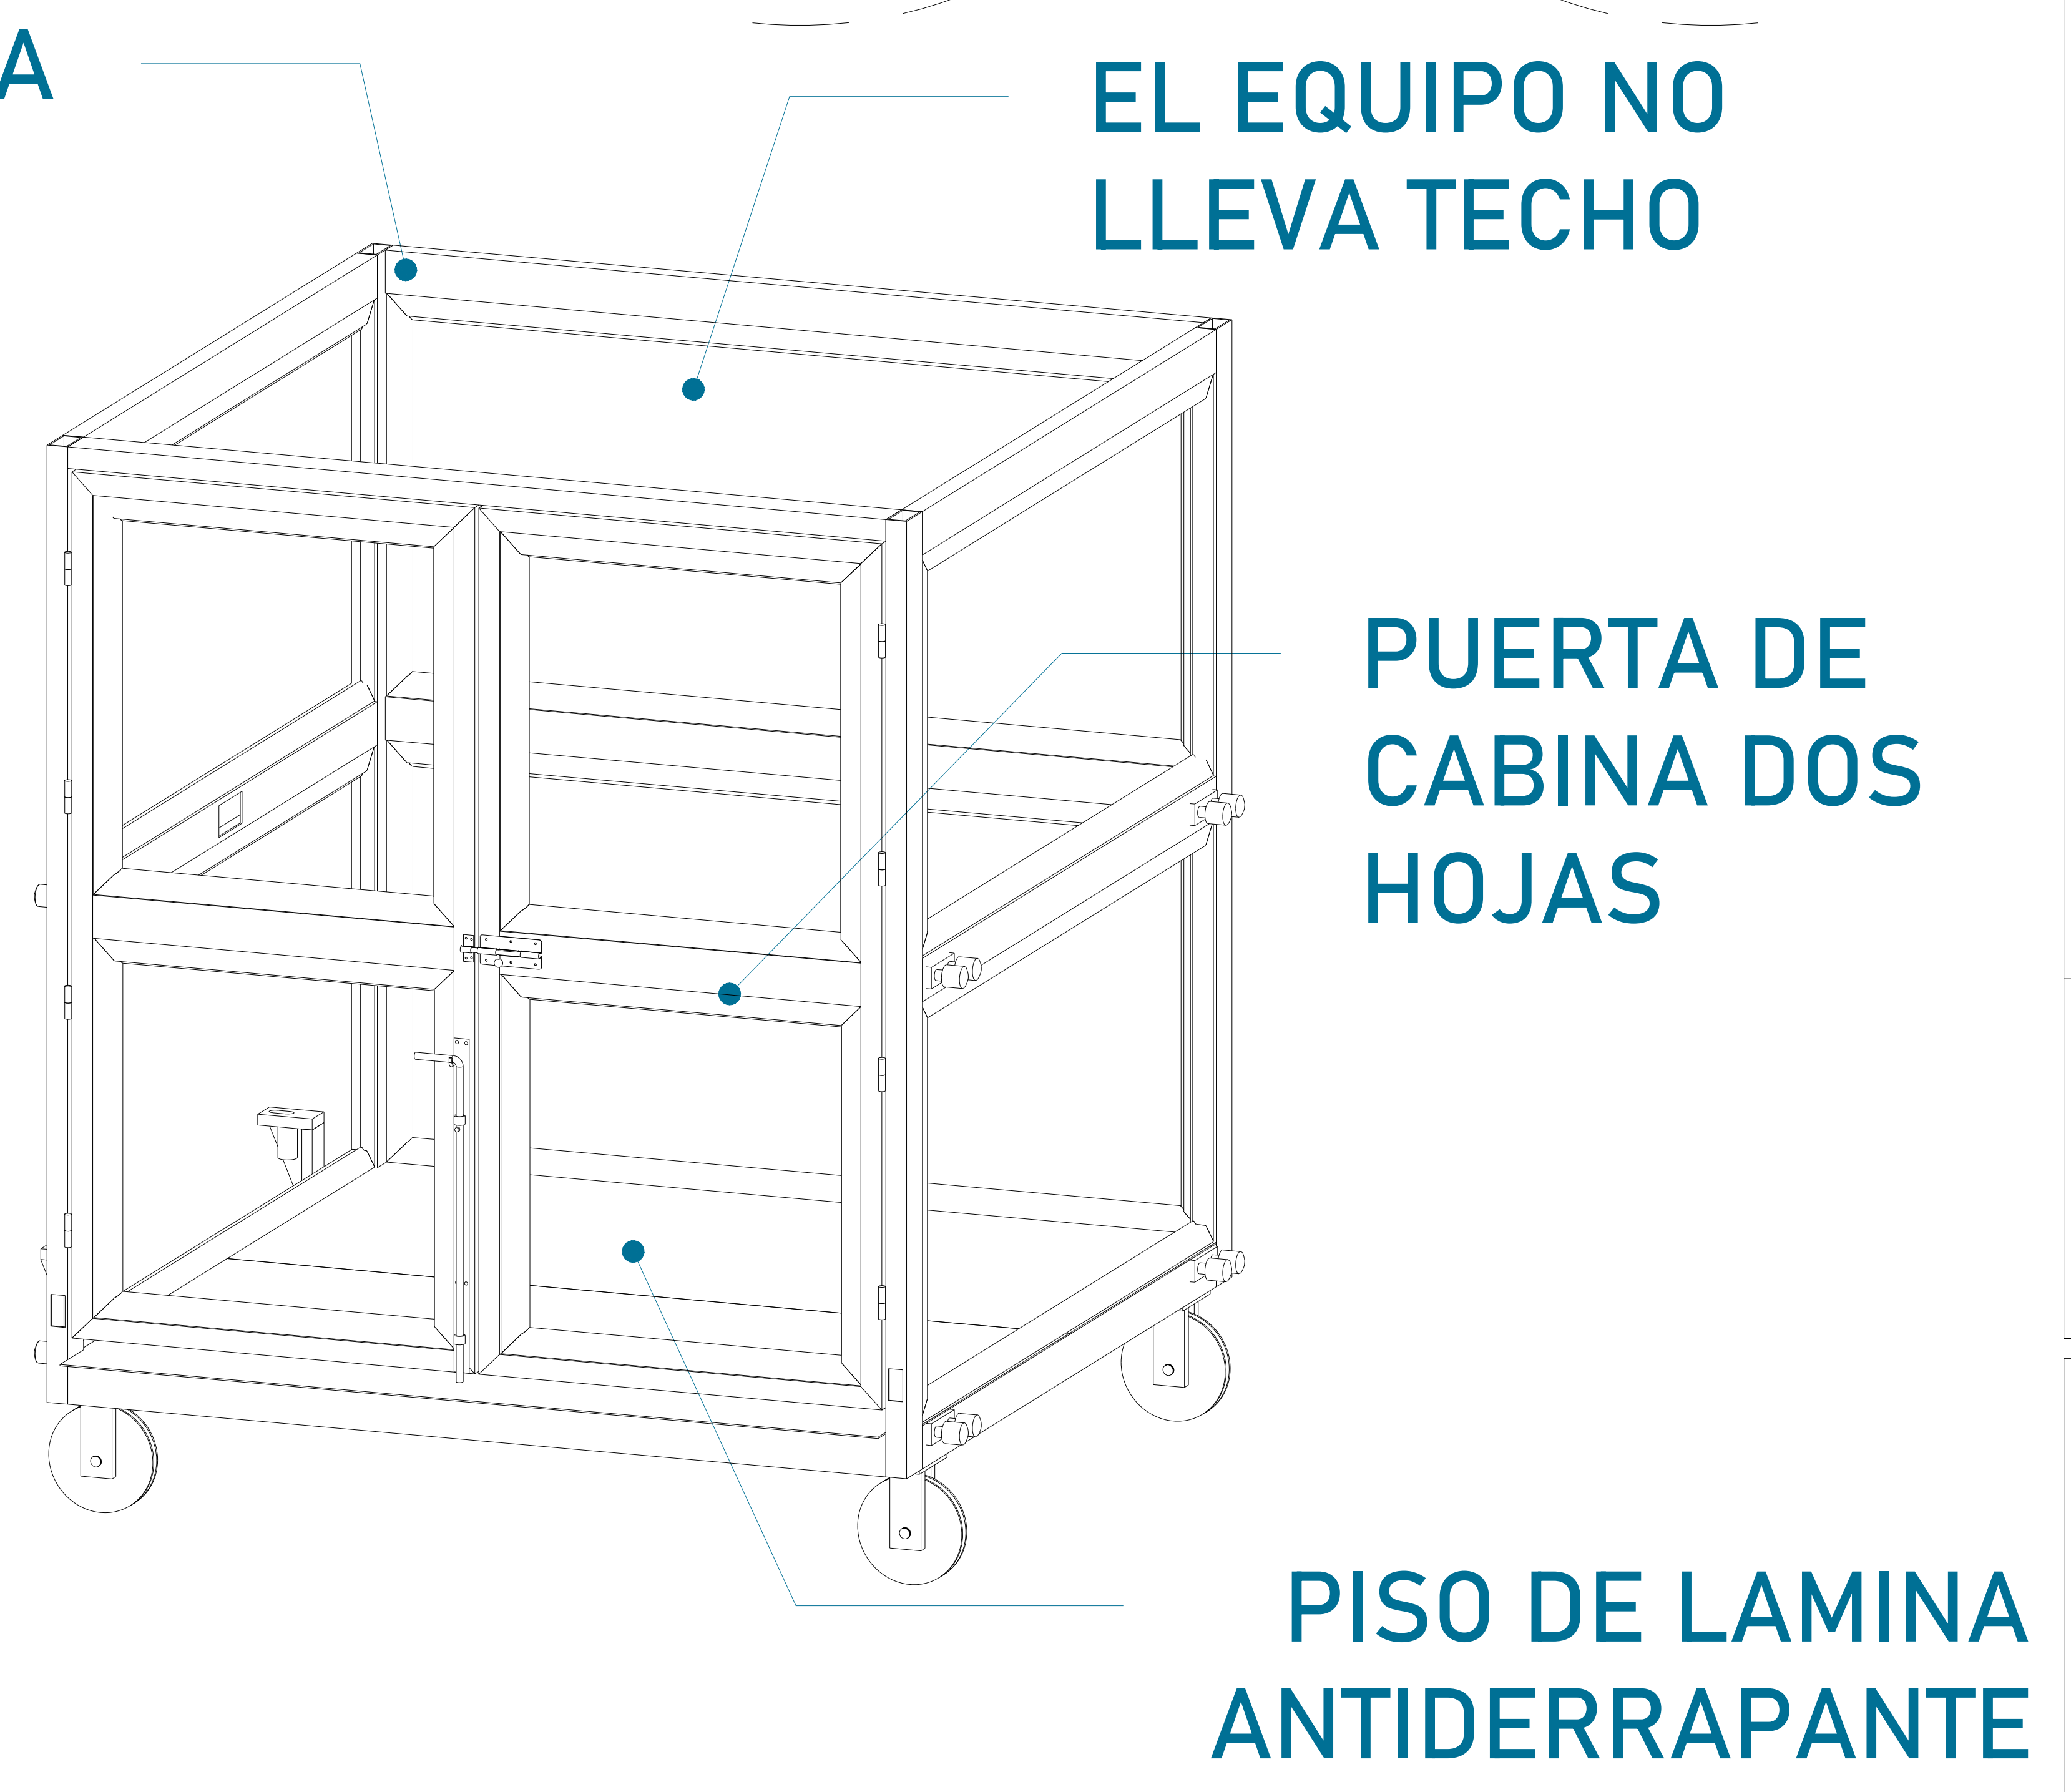 EL EQUIPO NO
LLEVA TECHO
PUERTA DE
CABINA DOS
HOJAS
PISO DE LAMINA
ANTIDERRAPANTE